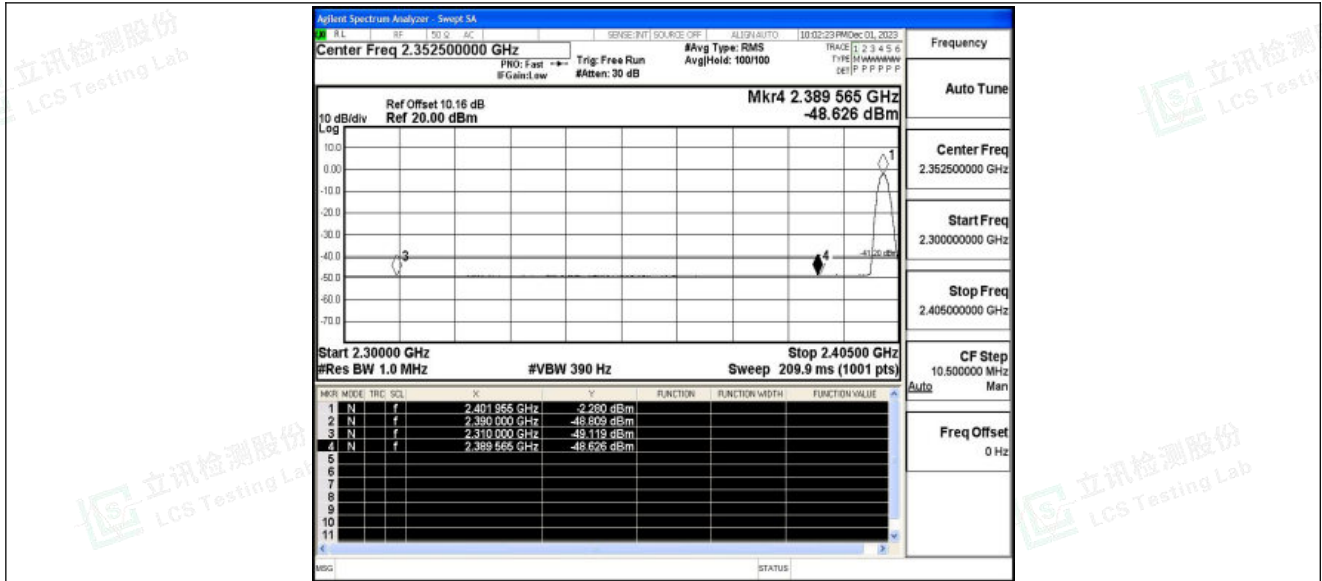 Agilent Spectrum Analyzer - Swept SA
RL RF 50 Ω AC SENSE:INT SOURCE OFF ALIGN AUTO 10:02:23 PM Dec 01, 2023
Center Freq 2.352500000 GHz
PNO: Fast
IFGain:Low
Trig: Free Run
#Atten: 30 dB
#Avg Type: RMS
Avg|Hold: 100/100
TRACE 1 2 3 4 5 6
TYPE M WWWWW
DET P P P P P P
Frequency
Auto Tune
Center Freq
2.352500000 GHz
Start Freq
2.300000000 GHz
Stop Freq
2.405000000 GHz
CF Step
10.500000 MHz
Auto Man
Freq Offset
0 Hz
Mkr4 2.389 565 GHz
-48.626 dBm
Ref Offset 10.16 dB
10 dB/div Ref 20.00 dBm
Log
10.0
0.00
-10.0
-20.0
-30.0
-40.0
-50.0
-60.0
-70.0
1
3
4
-41.20 dBm
Start 2.30000 GHz Stop 2.40500 GHz
#Res BW 1.0 MHz #VBW 390 Hz Sweep 209.9 ms (1001 pts)
MKR MODE TRC SCL X Y FUNCTION FUNCTION WIDTH FUNCTION VALUE
1 N f 2.401 955 GHz -2.280 dBm
2 N f 2.390 000 GHz -48.809 dBm
3 N f 2.310 000 GHz -49.119 dBm
4 N f 2.389 565 GHz -48.626 dBm
5
6
7
8
9
10
11
MSG STATUS
立讯检测股份
LCS Testing Lab
立讯检测
LCS Testi
立讯检测股份
LCS Testing Lab
立讯检测股份
LCS Testing Lab